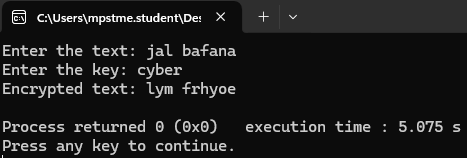 C:\Users\mpstme.student\Des
Enter the text: jal bafana
Enter the key: cyber
Encrypted text: lym frhyoe
Process returned 0 (0x0)   execution time : 5.075 s
Press any key to continue.